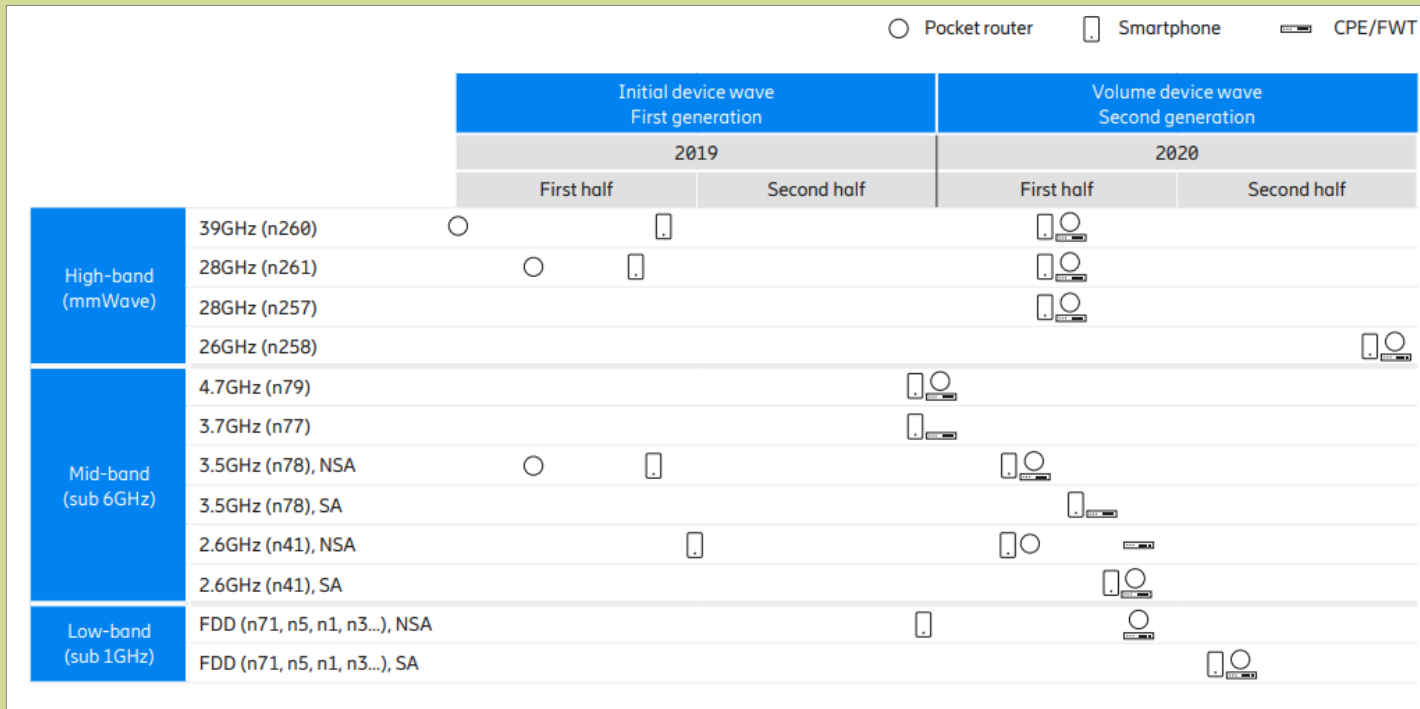 Pocket router Smartphone CPE/FWT
Initial device wave Volume device wave
First generation Second generation
2019 2020
First half Second half First half Second half
High-band
(mmWave)
39GHz (n260)
28GHz (n261)
28GHz (n257)
26GHz (n258)
Mid-band
(sub 6GHz)
4.7GHz (n79)
3.7GHz (n77)
3.5GHz (n78), NSA
3.5GHz (n78), SA
2.6GHz (n41), NSA
2.6GHz (n41), SA
Low-band
(sub 1GHz)
FDD (n71, n5, n1, n3...), NSA
FDD (n71, n5, n1, n3...), SA